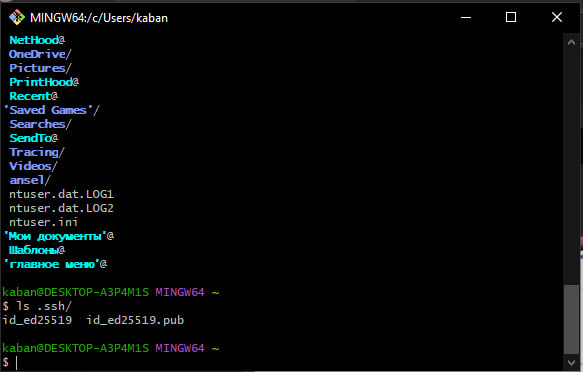 MINGW64:/c/Users/kaban
NetHood@
OneDrive/
Pictures/
PrintHood@
Recent@
'Saved Games'/
Searches/
SendTo@
Tracing/
Videos/
ansel/
ntuser.dat.LOG1
ntuser.dat.LOG2
ntuser.ini
'Мои документы'@
Шаблоны@
'главное меню'@
kaban@DESKTOP-A3P4M1S MINGW64 ~
$ ls .ssh/
id_ed25519  id_ed25519.pub
kaban@DESKTOP-A3P4M1S MINGW64 ~
$